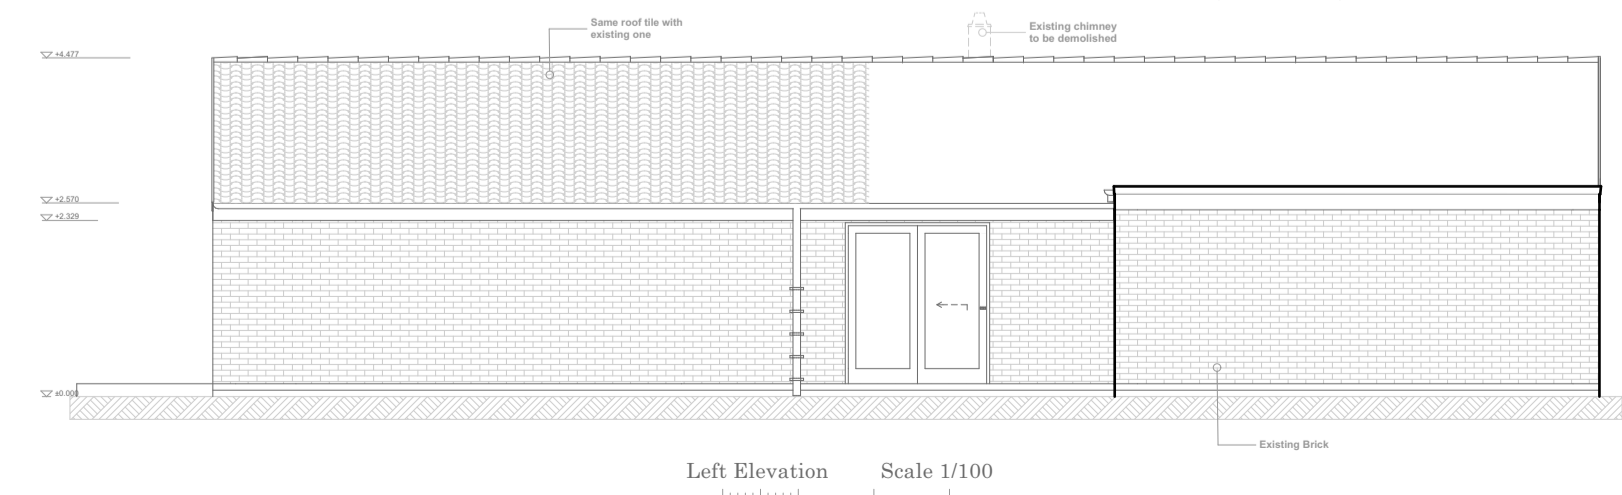 Same roof tile with
existing one
Existing chimney
to be demolished
+4.477
+2.570
+2.329
±0.000
Existing Brick
Left Elevation Scale 1/100